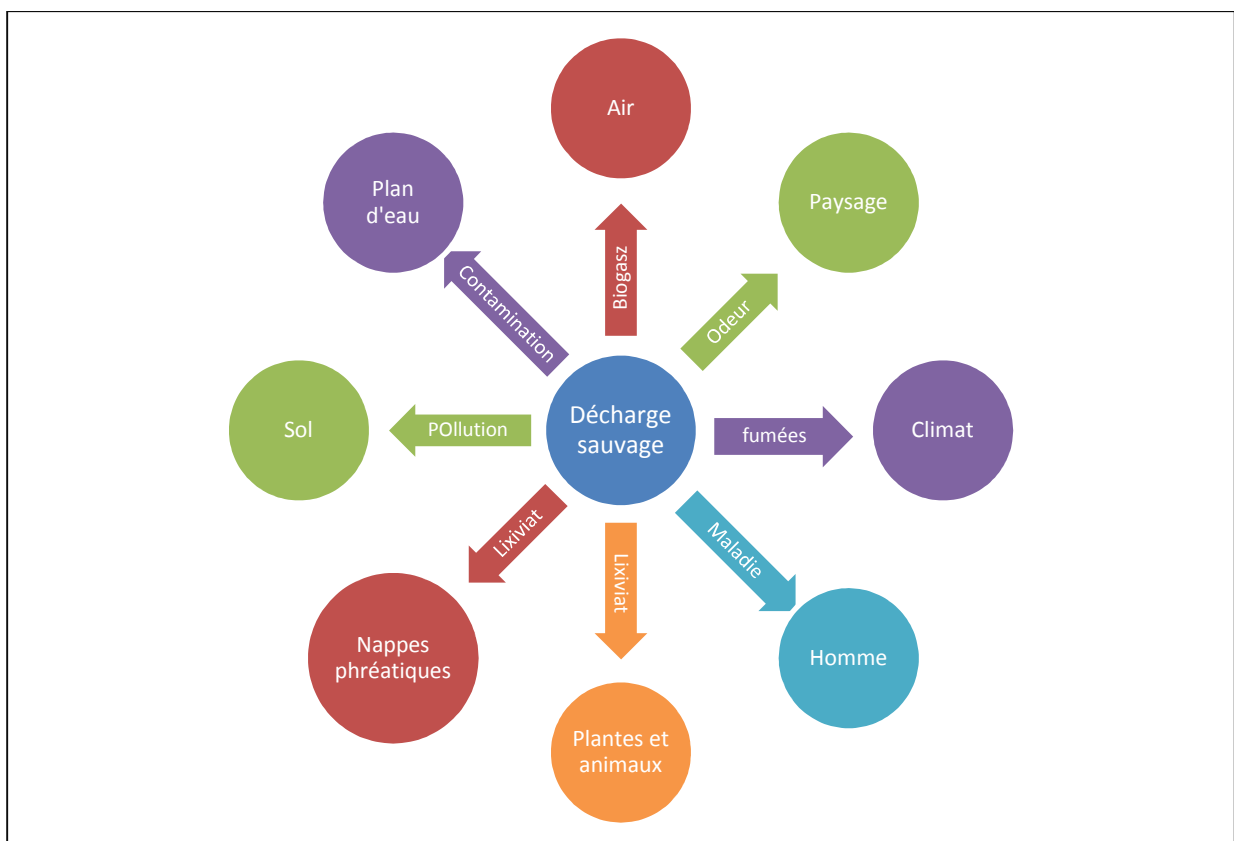 Air
Plan
d'eau
Paysage
Biogasz
Contamination
Odeur
Sol
POllution
Décharge
sauvage
fumées
Climat
Lixiviat
Lixiviat
Maladie
Nappes
phréatiques
Homme
Plantes et
animaux